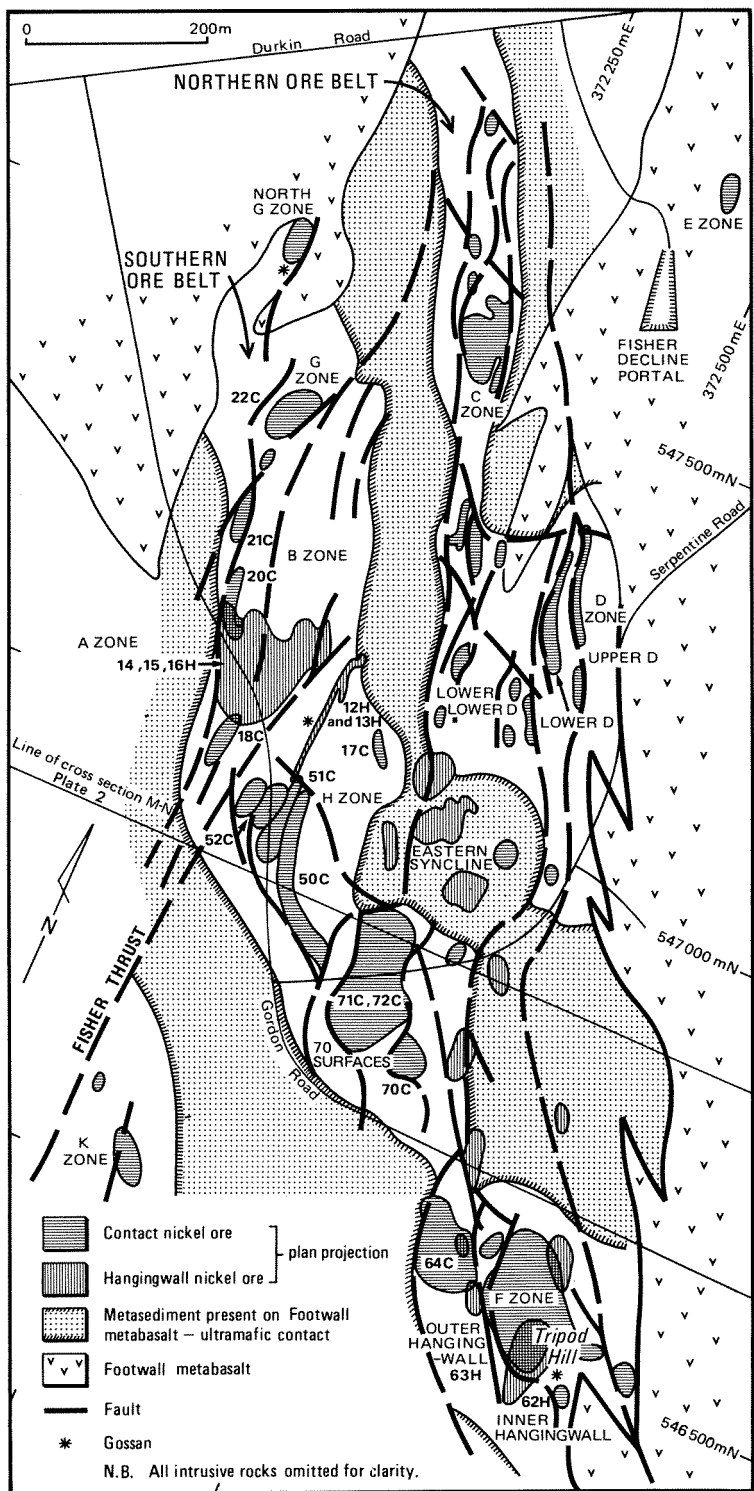 0 200m
Durkin Road
NORTHERN ORE BELT
372 250mE
NORTH
G ZONE
E ZONE
SOUTHERN
ORE BELT
FISHER
DECLINE
PORTAL
372 500mE
G
ZONE
22C
C
ZONE
547 500mN
Serpentine Road
21C
B ZONE
20C
D
ZONE
A ZONE
UPPER D
14, 15, 16H
LOWER
LOWER D
LOWER D
12H
and 13H
18C
17C
Line of cross section M-N
Plate 2
51C
H ZONE
52C
EASTERN
SYNCLINE
50C
N
547 000 mN
FISHER THRUST
71C, 72C
Gordon Road
70
SURFACES
70C
K
ZONE
64C
F ZONE
OUTER
HANGING
-WALL
63H
Tripod
Hill
62H
INNER
HANGINGWALL
546 500mN
Contact nickel ore
plan projection
Hangingwall nickel ore
Metasediment present on Footwall
metabasalt – ultramafic contact
v v v Footwall metabasalt
Fault
* Gossan
N.B. All intrusive rocks omitted for clarity.